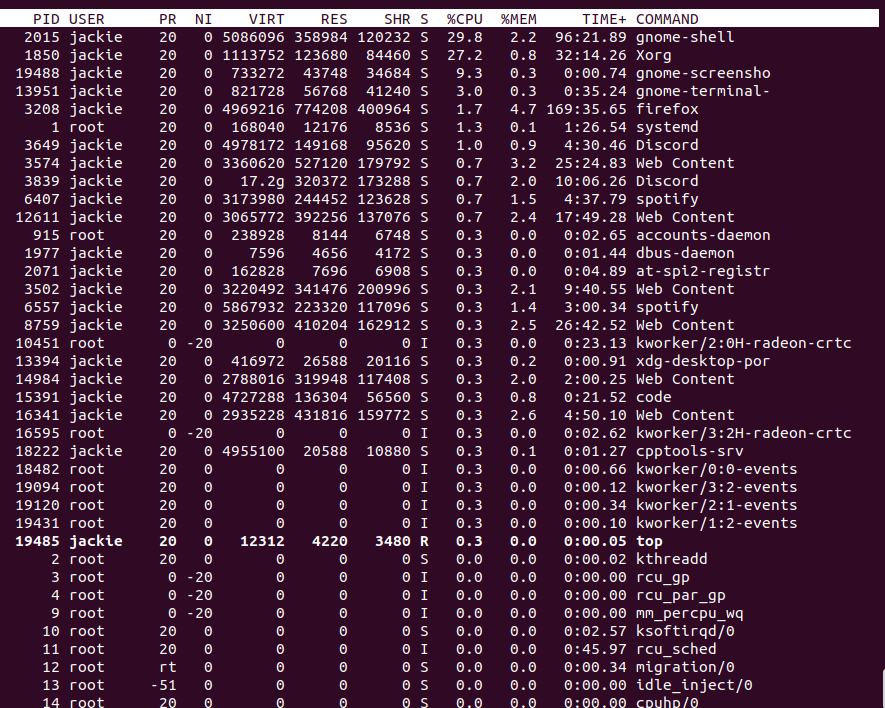 PID USER PR NI VIRT RES SHR S %CPU %MEM TIME+ COMMAND
2015 jackie 20 0 5086096 358984 120232 S 29.8 2.2 96:21.89 gnome-shell
1850 jackie 20 0 1113752 123680 84460 S 27.2 0.8 32:14.26 Xorg
19488 jackie 20 0 733272 43748 34684 S 9.3 0.3 0:00.74 gnome-screensho
13951 jackie 20 0 821728 56768 41240 S 3.0 0.3 0:35.24 gnome-terminal-
3208 jackie 20 0 4969216 774208 400964 S 1.7 4.7 169:35.65 firefox
1 root 20 0 168040 12176 8536 S 1.3 0.1 1:26.54 systemd
3649 jackie 20 0 4978172 149168 95620 S 1.0 0.9 4:30.46 Discord
3574 jackie 20 0 3360620 527120 179792 S 0.7 3.2 25:24.83 Web Content
3839 jackie 20 0 17.2g 320372 173288 S 0.7 2.0 10:06.26 Discord
6407 jackie 20 0 3173980 244452 123628 S 0.7 1.5 4:37.79 spotify
12611 jackie 20 0 3065772 392256 137076 S 0.7 2.4 17:49.28 Web Content
915 root 20 0 238928 8144 6748 S 0.3 0.0 0:02.65 accounts-daemon
1977 jackie 20 0 7596 4656 4172 S 0.3 0.0 0:01.44 dbus-daemon
2071 jackie 20 0 162828 7696 6908 S 0.3 0.0 0:04.89 at-spi2-registr
3502 jackie 20 0 3220492 341476 200996 S 0.3 2.1 9:40.55 Web Content
6557 jackie 20 0 5867932 223320 117096 S 0.3 1.4 3:00.34 spotify
8759 jackie 20 0 3250600 410204 162912 S 0.3 2.5 26:42.52 Web Content
10451 root 0 -20 0 0 0 I 0.3 0.0 0:23.13 kworker/2:0H-radeon-crtc
13394 jackie 20 0 416972 26588 20116 S 0.3 0.2 0:00.91 xdg-desktop-por
14984 jackie 20 0 2788016 319948 117408 S 0.3 2.0 2:00.25 Web Content
15391 jackie 20 0 4727288 136304 56560 S 0.3 0.8 0:21.52 code
16341 jackie 20 0 2935228 431816 159772 S 0.3 2.6 4:50.10 Web Content
16595 root 0 -20 0 0 0 I 0.3 0.0 0:02.62 kworker/3:2H-radeon-crtc
18222 jackie 20 0 4955100 20588 10880 S 0.3 0.1 0:01.27 cpptools-srv
18482 root 20 0 0 0 0 I 0.3 0.0 0:00.66 kworker/0:0-events
19094 root 20 0 0 0 0 I 0.3 0.0 0:00.12 kworker/3:2-events
19120 root 20 0 0 0 0 I 0.3 0.0 0:00.34 kworker/2:1-events
19431 root 20 0 0 0 0 I 0.3 0.0 0:00.10 kworker/1:2-events
19485 jackie 20 0 12312 4220 3480 R 0.3 0.0 0:00.05 top
2 root 20 0 0 0 0 S 0.0 0.0 0:00.02 kthreadd
3 root 0 -20 0 0 0 I 0.0 0.0 0:00.00 rcu_gp
4 root 0 -20 0 0 0 I 0.0 0.0 0:00.00 rcu_par_gp
9 root 0 -20 0 0 0 I 0.0 0.0 0:00.00 mm_percpu_wq
10 root 20 0 0 0 0 S 0.0 0.0 0:02.57 ksoftirqd/0
11 root 20 0 0 0 0 I 0.0 0.0 0:45.97 rcu_sched
12 root rt 0 0 0 0 S 0.0 0.0 0:00.34 migration/0
13 root -51 0 0 0 0 S 0.0 0.0 0:00.00 idle_inject/0
14 root 20 0 0 0 0 S 0.0 0.0 0:00.00 cpuhp/0